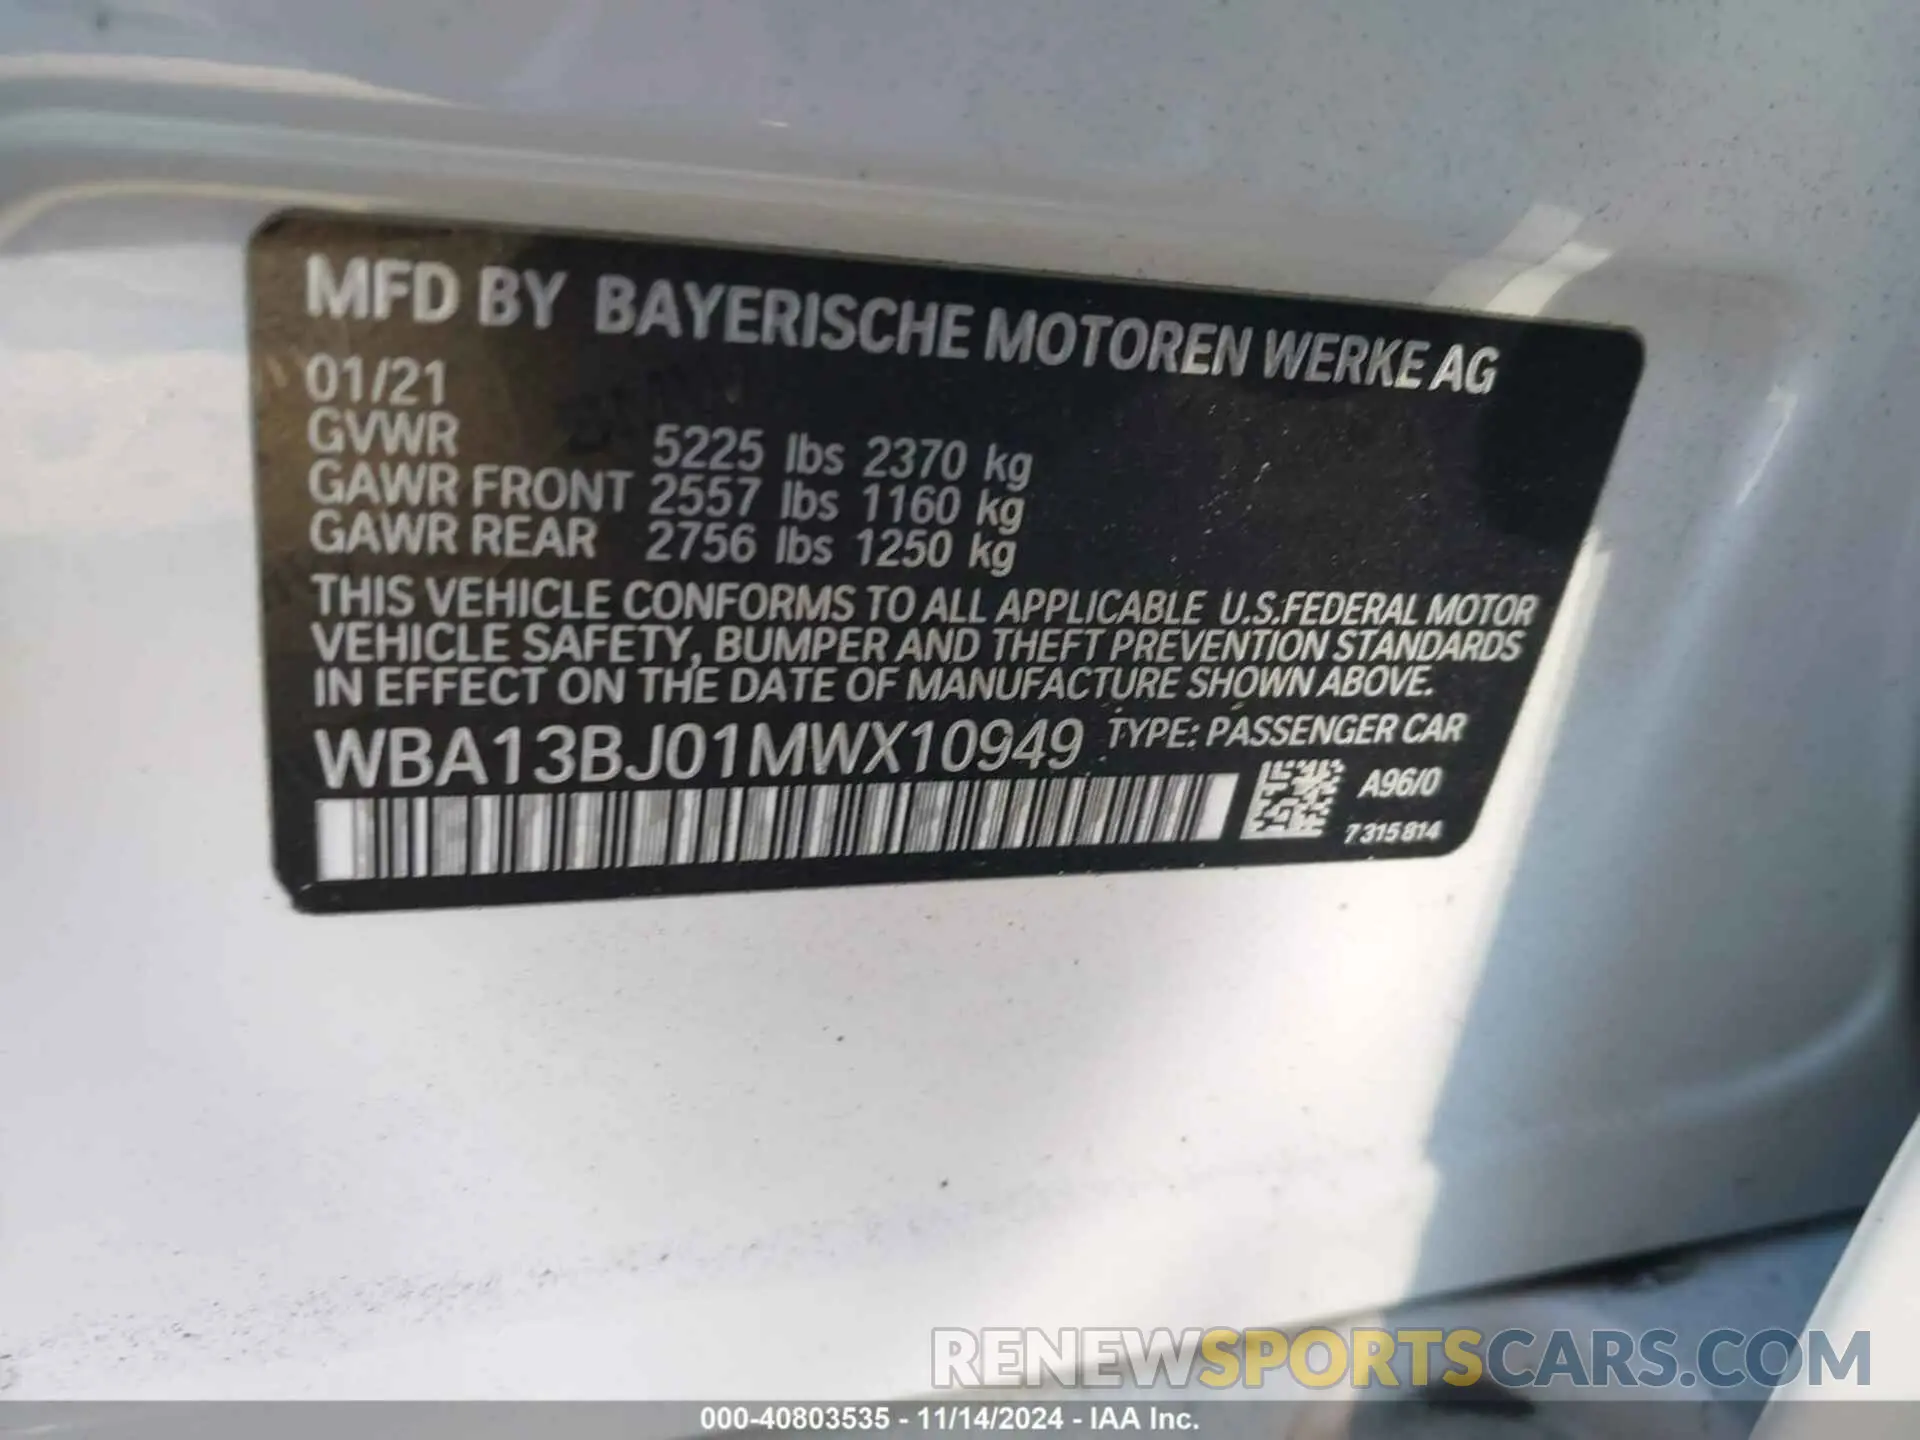 MFD BY BAYERISCHE MOTOREN WERKE AG
01/21
GVWR 5225 lbs 2370 kg
GAWR FRONT 2557 lbs 1160 kg
GAWR REAR 2756 lbs 1250 kg
THIS VEHICLE CONFORMS TO ALL APPLICABLE U.S.FEDERAL MOTOR
VEHICLE SAFETY, BUMPER AND THEFT PREVENTION STANDARDS
IN EFFECT ON THE DATE OF MANUFACTURE SHOWN ABOVE.
WBA13BJ01MWX10949 TYPE: PASSENGER CAR
A96/0
7315814
RENEWSPORTSCARS.COM
000-40803535 - 11/14/2024 - IAA Inc.